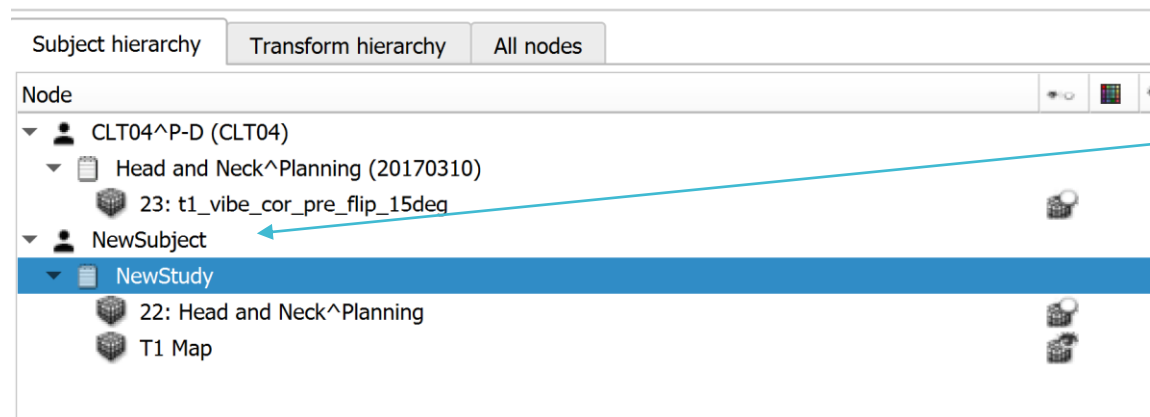 Subject hierarchy Transform hierarchy All nodes
Node
CLT04^P-D (CLT04)
Head and Neck^Planning (20170310)
23: t1_vibe_cor_pre_flip_15deg
NewSubject
NewStudy
22: Head and Neck^Planning
T1 Map